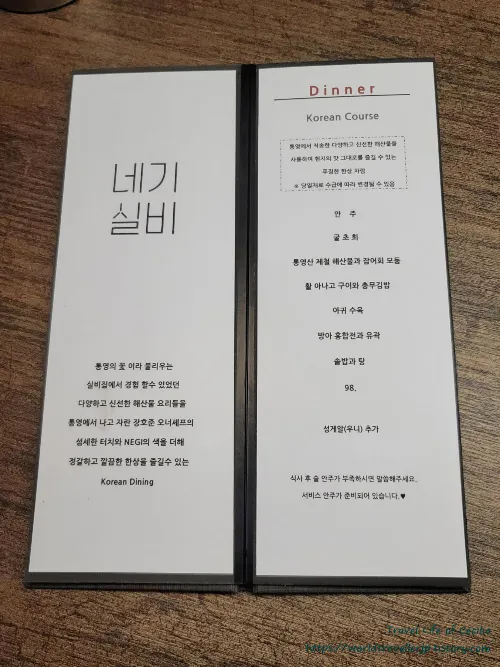 네기
실비
통영의 꽃 이라 불리우는
실비집에서 경험 할수 있었던
다양하고 신선한 해산물 요리들을
통영에서 나고 자란 장호준 오너셰프의
섬세한 터치와 NEGI의 색을 더해
정갈하고 깔끔한 한상을 즐길수 있는
Korean Dining
Dinner
Korean Course
통영에서 직송한 다양하고 신선한 해산물을
사용하여 현지의 맛 그대로를 즐길 수 있는
푸짐한 한상 차림
※ 당일재료 수급에 따라 변경될 수 있음
안 주
굴 초 회
통영산 제철 해산물과 잡어회 모둠
활 아나고 구이와 충무김밥
아귀 수육
방아 홍합전과 유곽
솥밥과 탕
98.
성게알(우니) 추가
식사 후 술 안주가 부족하시면 말씀해주세요.
서비스 안주가 준비되어 있습니다.♥